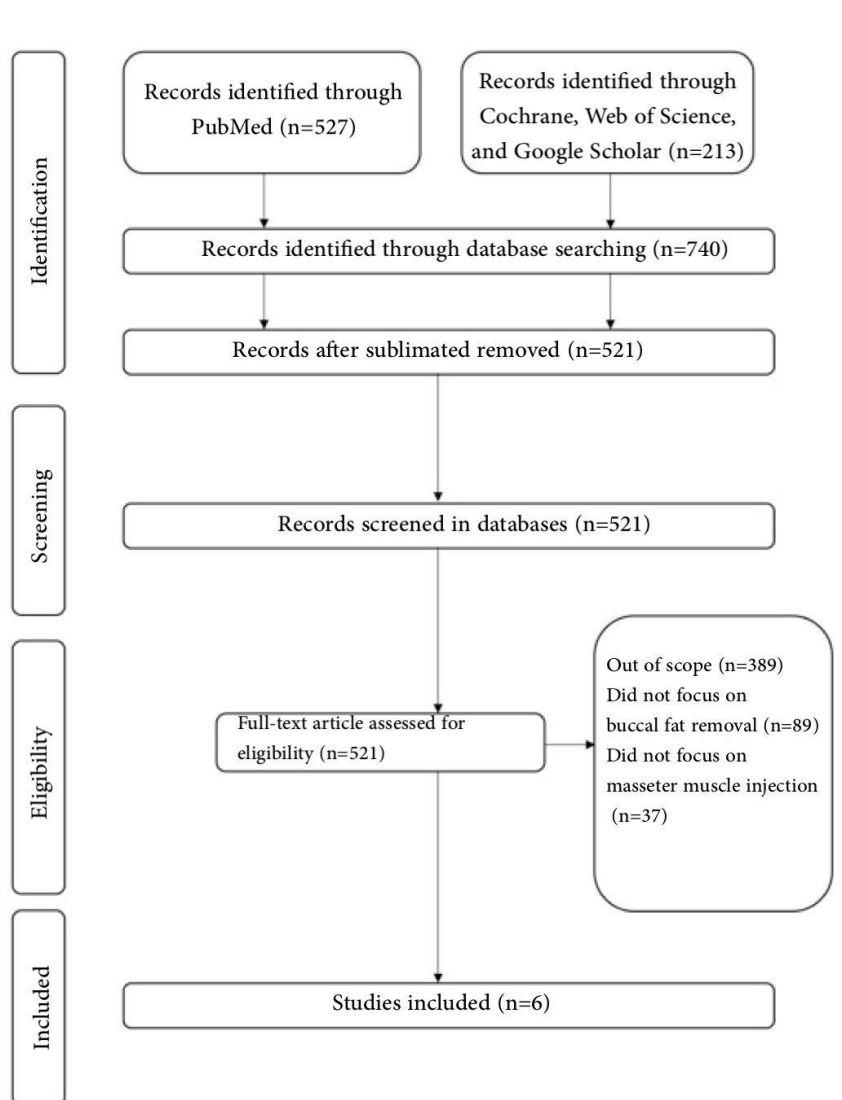 Identification
Records identified through
PubMed (n=527)
Records identified through
Cochrane, Web of Science,
and Google Scholar (n=213)
Records identified through database searching (n=740)
Records after sublimated removed (n=521)
Screening
Records screened in databases (n=521)
Eligibility
Full-text article assessed for
eligibility (n=521)
Out of scope (n=389)
Did not focus on
buccal fat removal (n=89)
Did not focus on
masseter muscle injection
(n=37)
Included
Studies included (n=6)